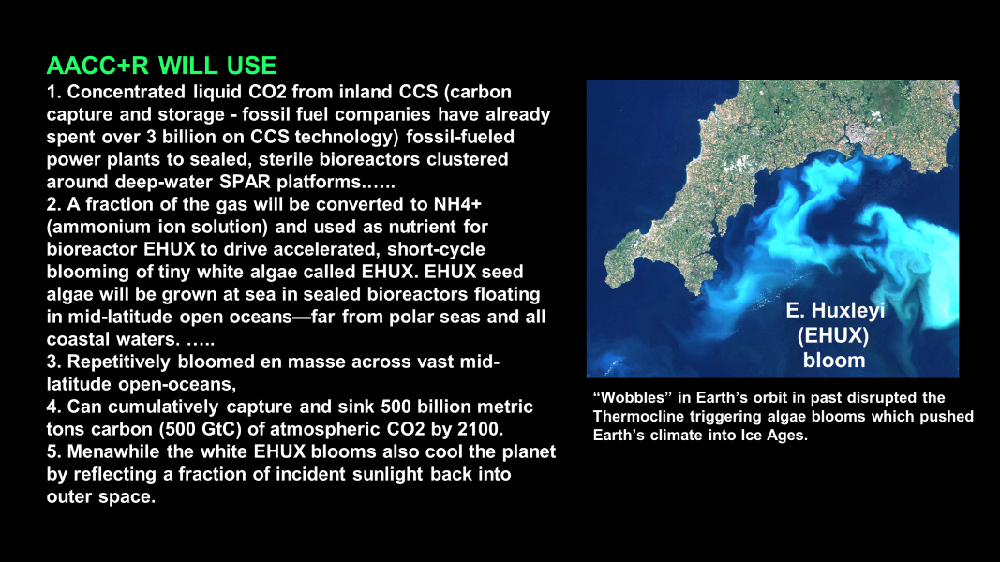 AACC+R WILL USE
1. Concentrated liquid CO2 from inland CCS (carbon
capture and storage - fossil fuel companies have already
spent over 3 billion on CCS technology) fossil-fueled
power plants to sealed, sterile bioreactors clustered
around deep-water SPAR platforms.…..
2. A fraction of the gas will be converted to NH4+
(ammonium ion solution) and used as nutrient for
bioreactor EHUX to drive accelerated, short-cycle
blooming of tiny white algae called EHUX. EHUX seed
algae will be grown at sea in sealed bioreactors floating
in mid-latitude open oceans—far from polar seas and all
coastal waters. …..
3. Repetitively bloomed en masse across vast mid-
latitude open-oceans,
4. Can cumulatively capture and sink 500 billion metric
tons carbon (500 GtC) of atmospheric CO2 by 2100.
5. Menawhile the white EHUX blooms also cool the planet
by reflecting a fraction of incident sunlight back into
outer space.
E. Huxleyi
(EHUX)
bloom
“Wobbles” in Earth’s orbit in past disrupted the
Thermocline triggering algae blooms which pushed
Earth’s climate into Ice Ages.